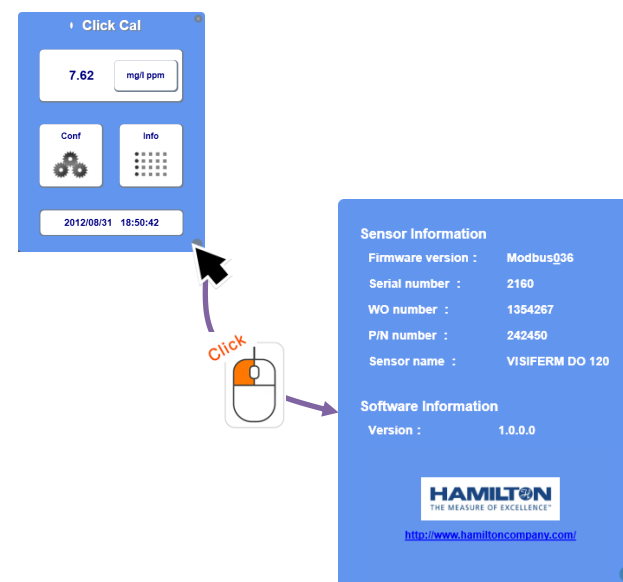 Click Cal
7.62 mg/l ppm
Conf Info
2012/08/31 18:50:42
Click
Sensor Information
Firmware version : Modbus036
Serial number : 2160
WO number : 1354267
P/N number : 242450
Sensor name : VISIFERM DO 120
Software Information
Version : 1.0.0.0
HAMILTON
THE MEASURE OF EXCELLENCE™
http://www.hamiltoncompany.com/